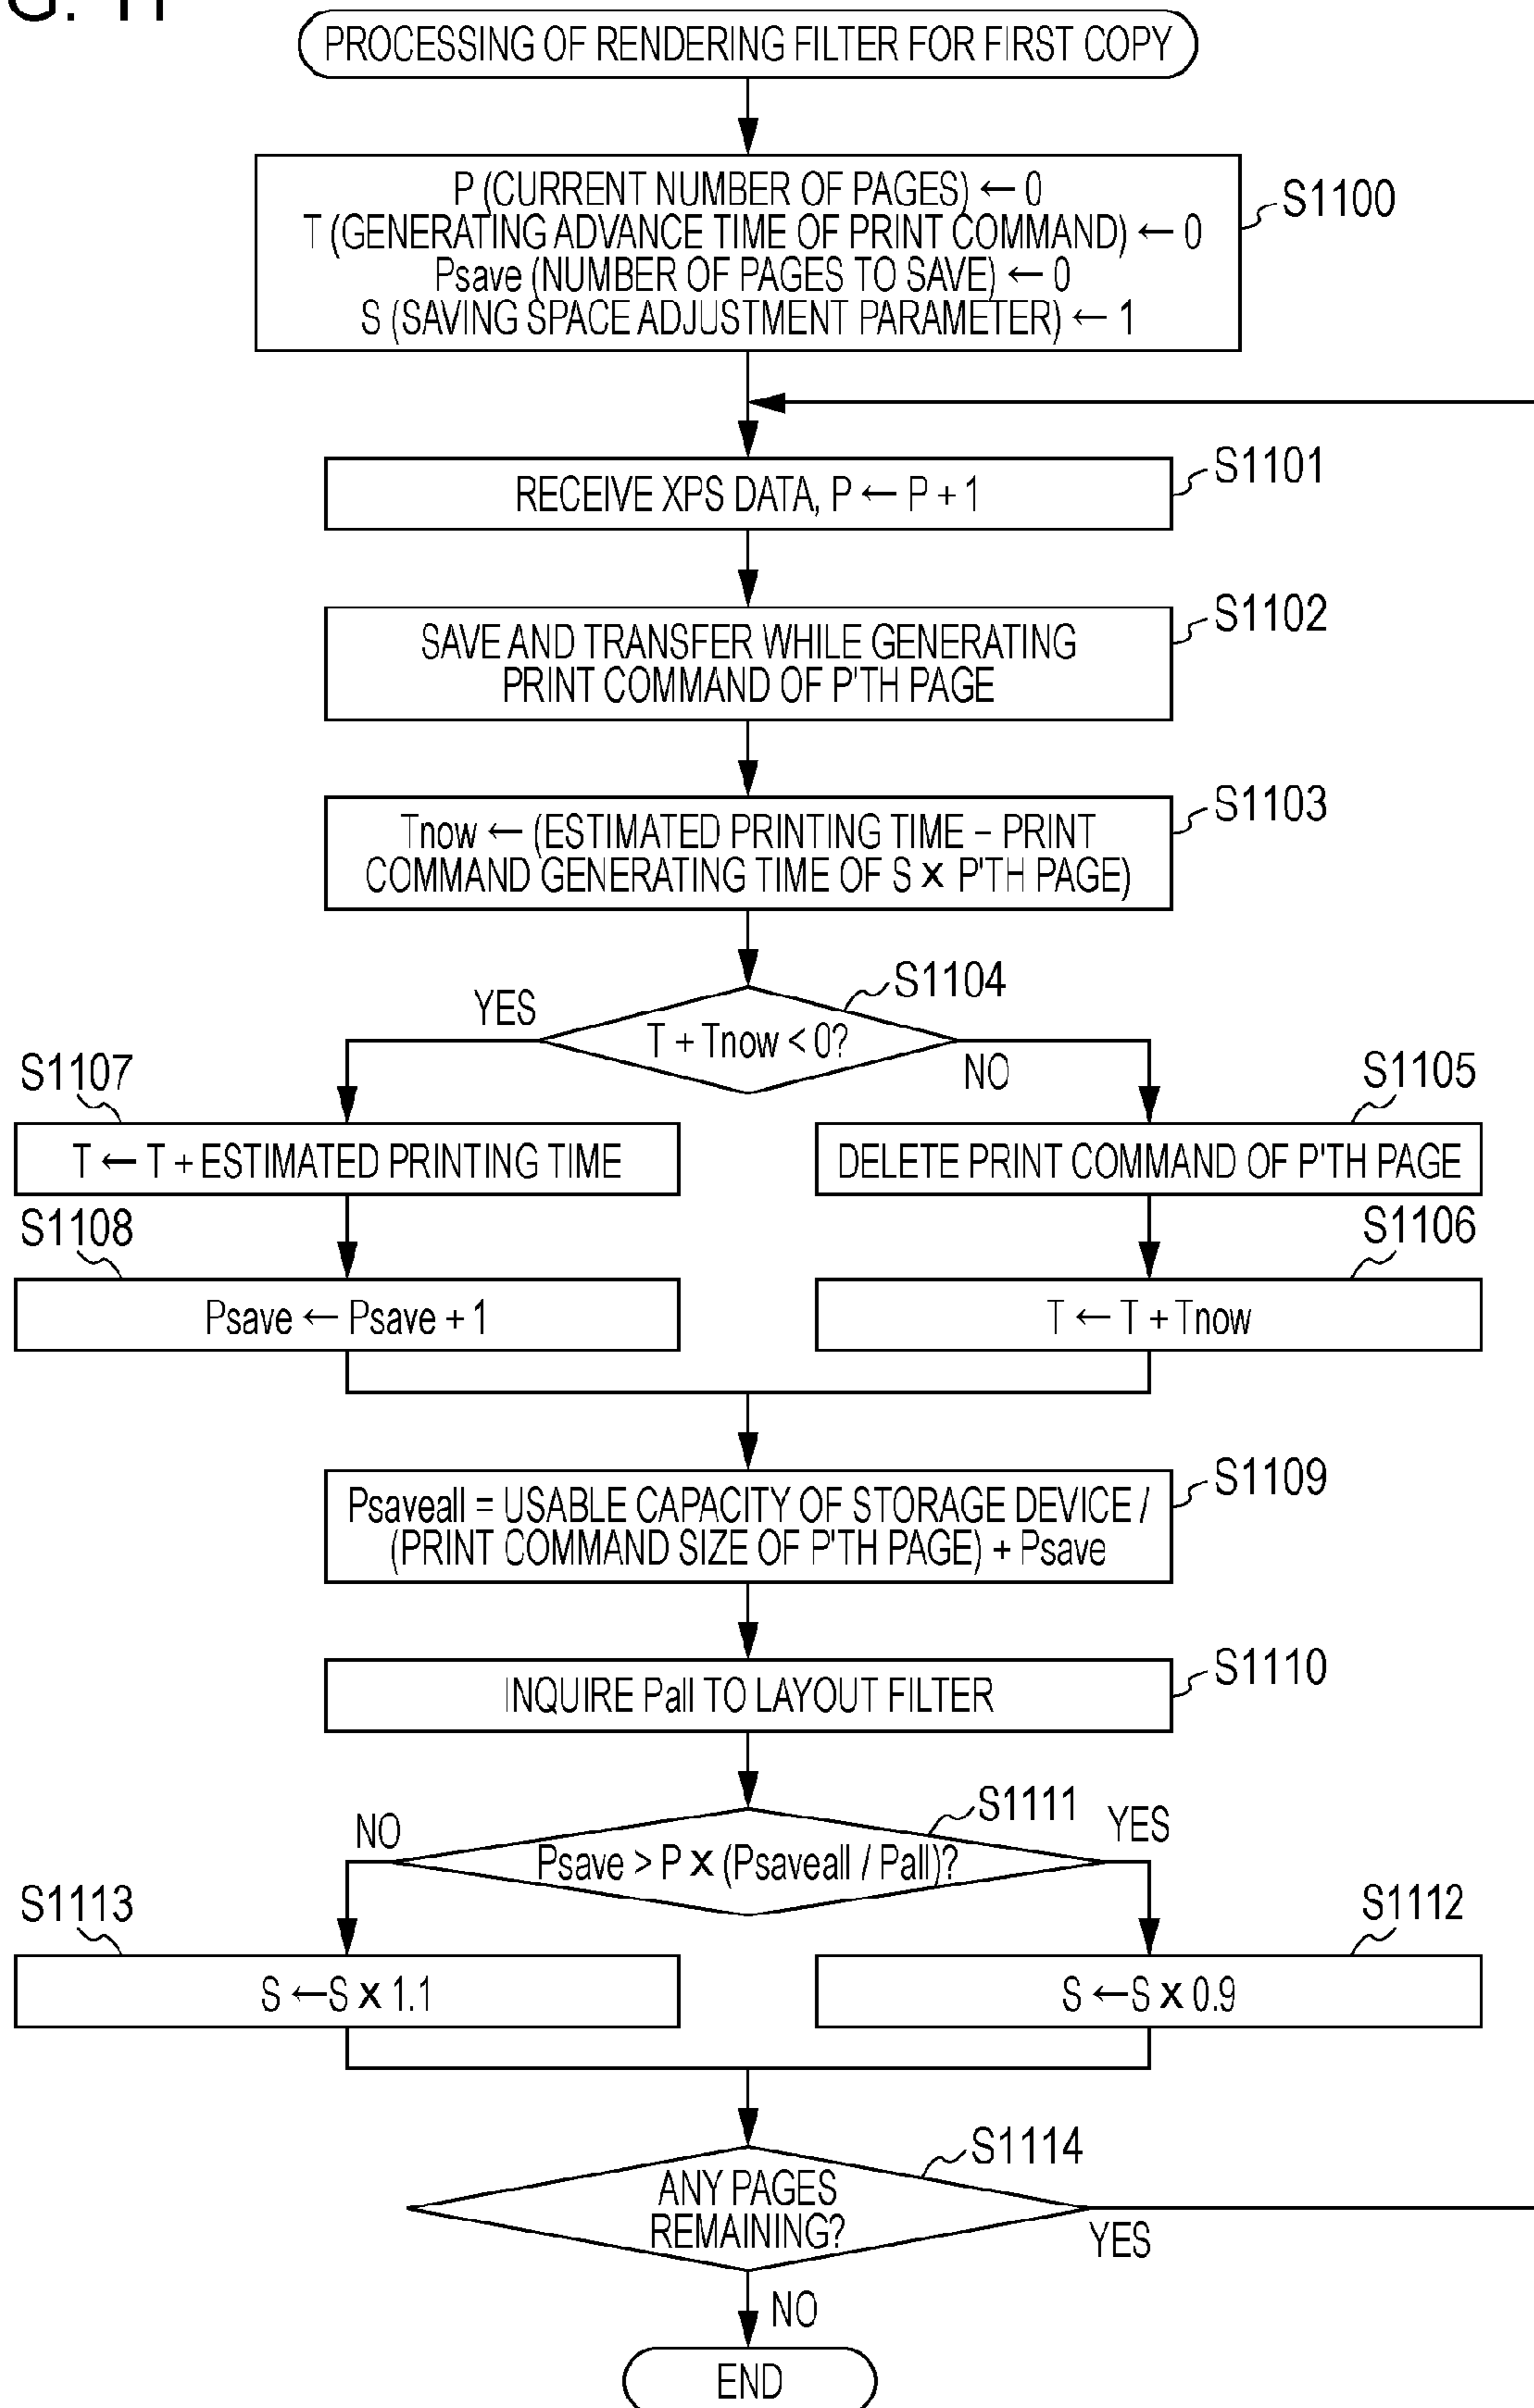 G. 11
PROCESSING OF RENDERING FILTER FOR FIRST COPY
P (CURRENT NUMBER OF PAGES) ← 0
T (GENERATING ADVANCE TIME OF PRINT COMMAND) ← 0
Psave (NUMBER OF PAGES TO SAVE) ← 0
S (SAVING SPACE ADJUSTMENT PARAMETER) ← 1
S1100
RECEIVE XPS DATA, P ← P + 1
S1101
SAVE AND TRANSFER WHILE GENERATING
PRINT COMMAND OF P'TH PAGE
S1102
Tnow ← (ESTIMATED PRINTING TIME – PRINT
COMMAND GENERATING TIME OF S x P'TH PAGE)
S1103
T + Tnow < 0?
S1104
YES
NO
S1107
T ← T + ESTIMATED PRINTING TIME
S1105
DELETE PRINT COMMAND OF P'TH PAGE
S1108
Psave ← Psave + 1
S1106
T ← T + Tnow
Psaveall = USABLE CAPACITY OF STORAGE DEVICE /
(PRINT COMMAND SIZE OF P'TH PAGE) + Psave
S1109
INQUIRE Pall TO LAYOUT FILTER
S1110
Psave > P x (Psaveall / Pall)?
S1111
NO
YES
S1113
S ← S x 1.1
S1112
S ← S x 0.9
ANY PAGES
REMAINING?
S1114
YES
NO
END